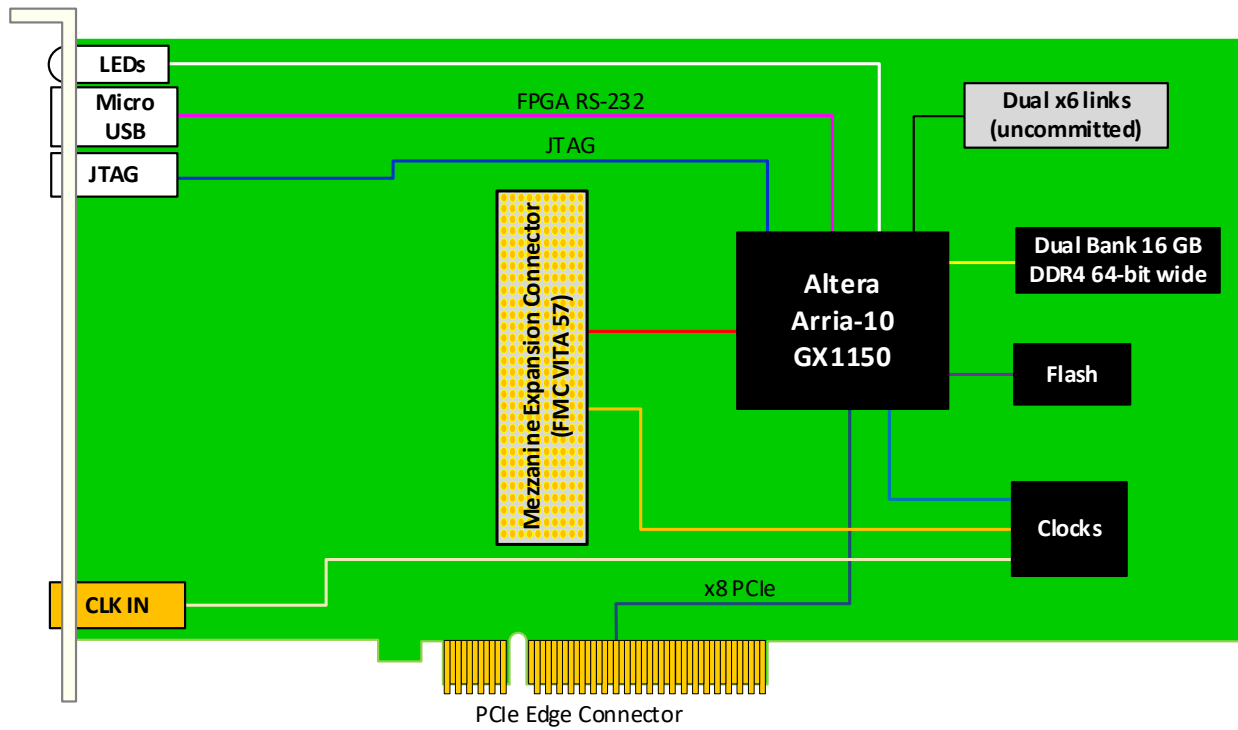 LEDs
Micro
USB
JTAG
FPGA RS-232
JTAG
Dual x6 links
(uncommitted)
Mezzanine Expansion Connector
(FMC VITA 57)
Altera
Arria-10
GX1150
Dual Bank 16 GB
DDR4 64-bit wide
Flash
Clocks
CLK IN
x8 PCIe
PCIe Edge Connector